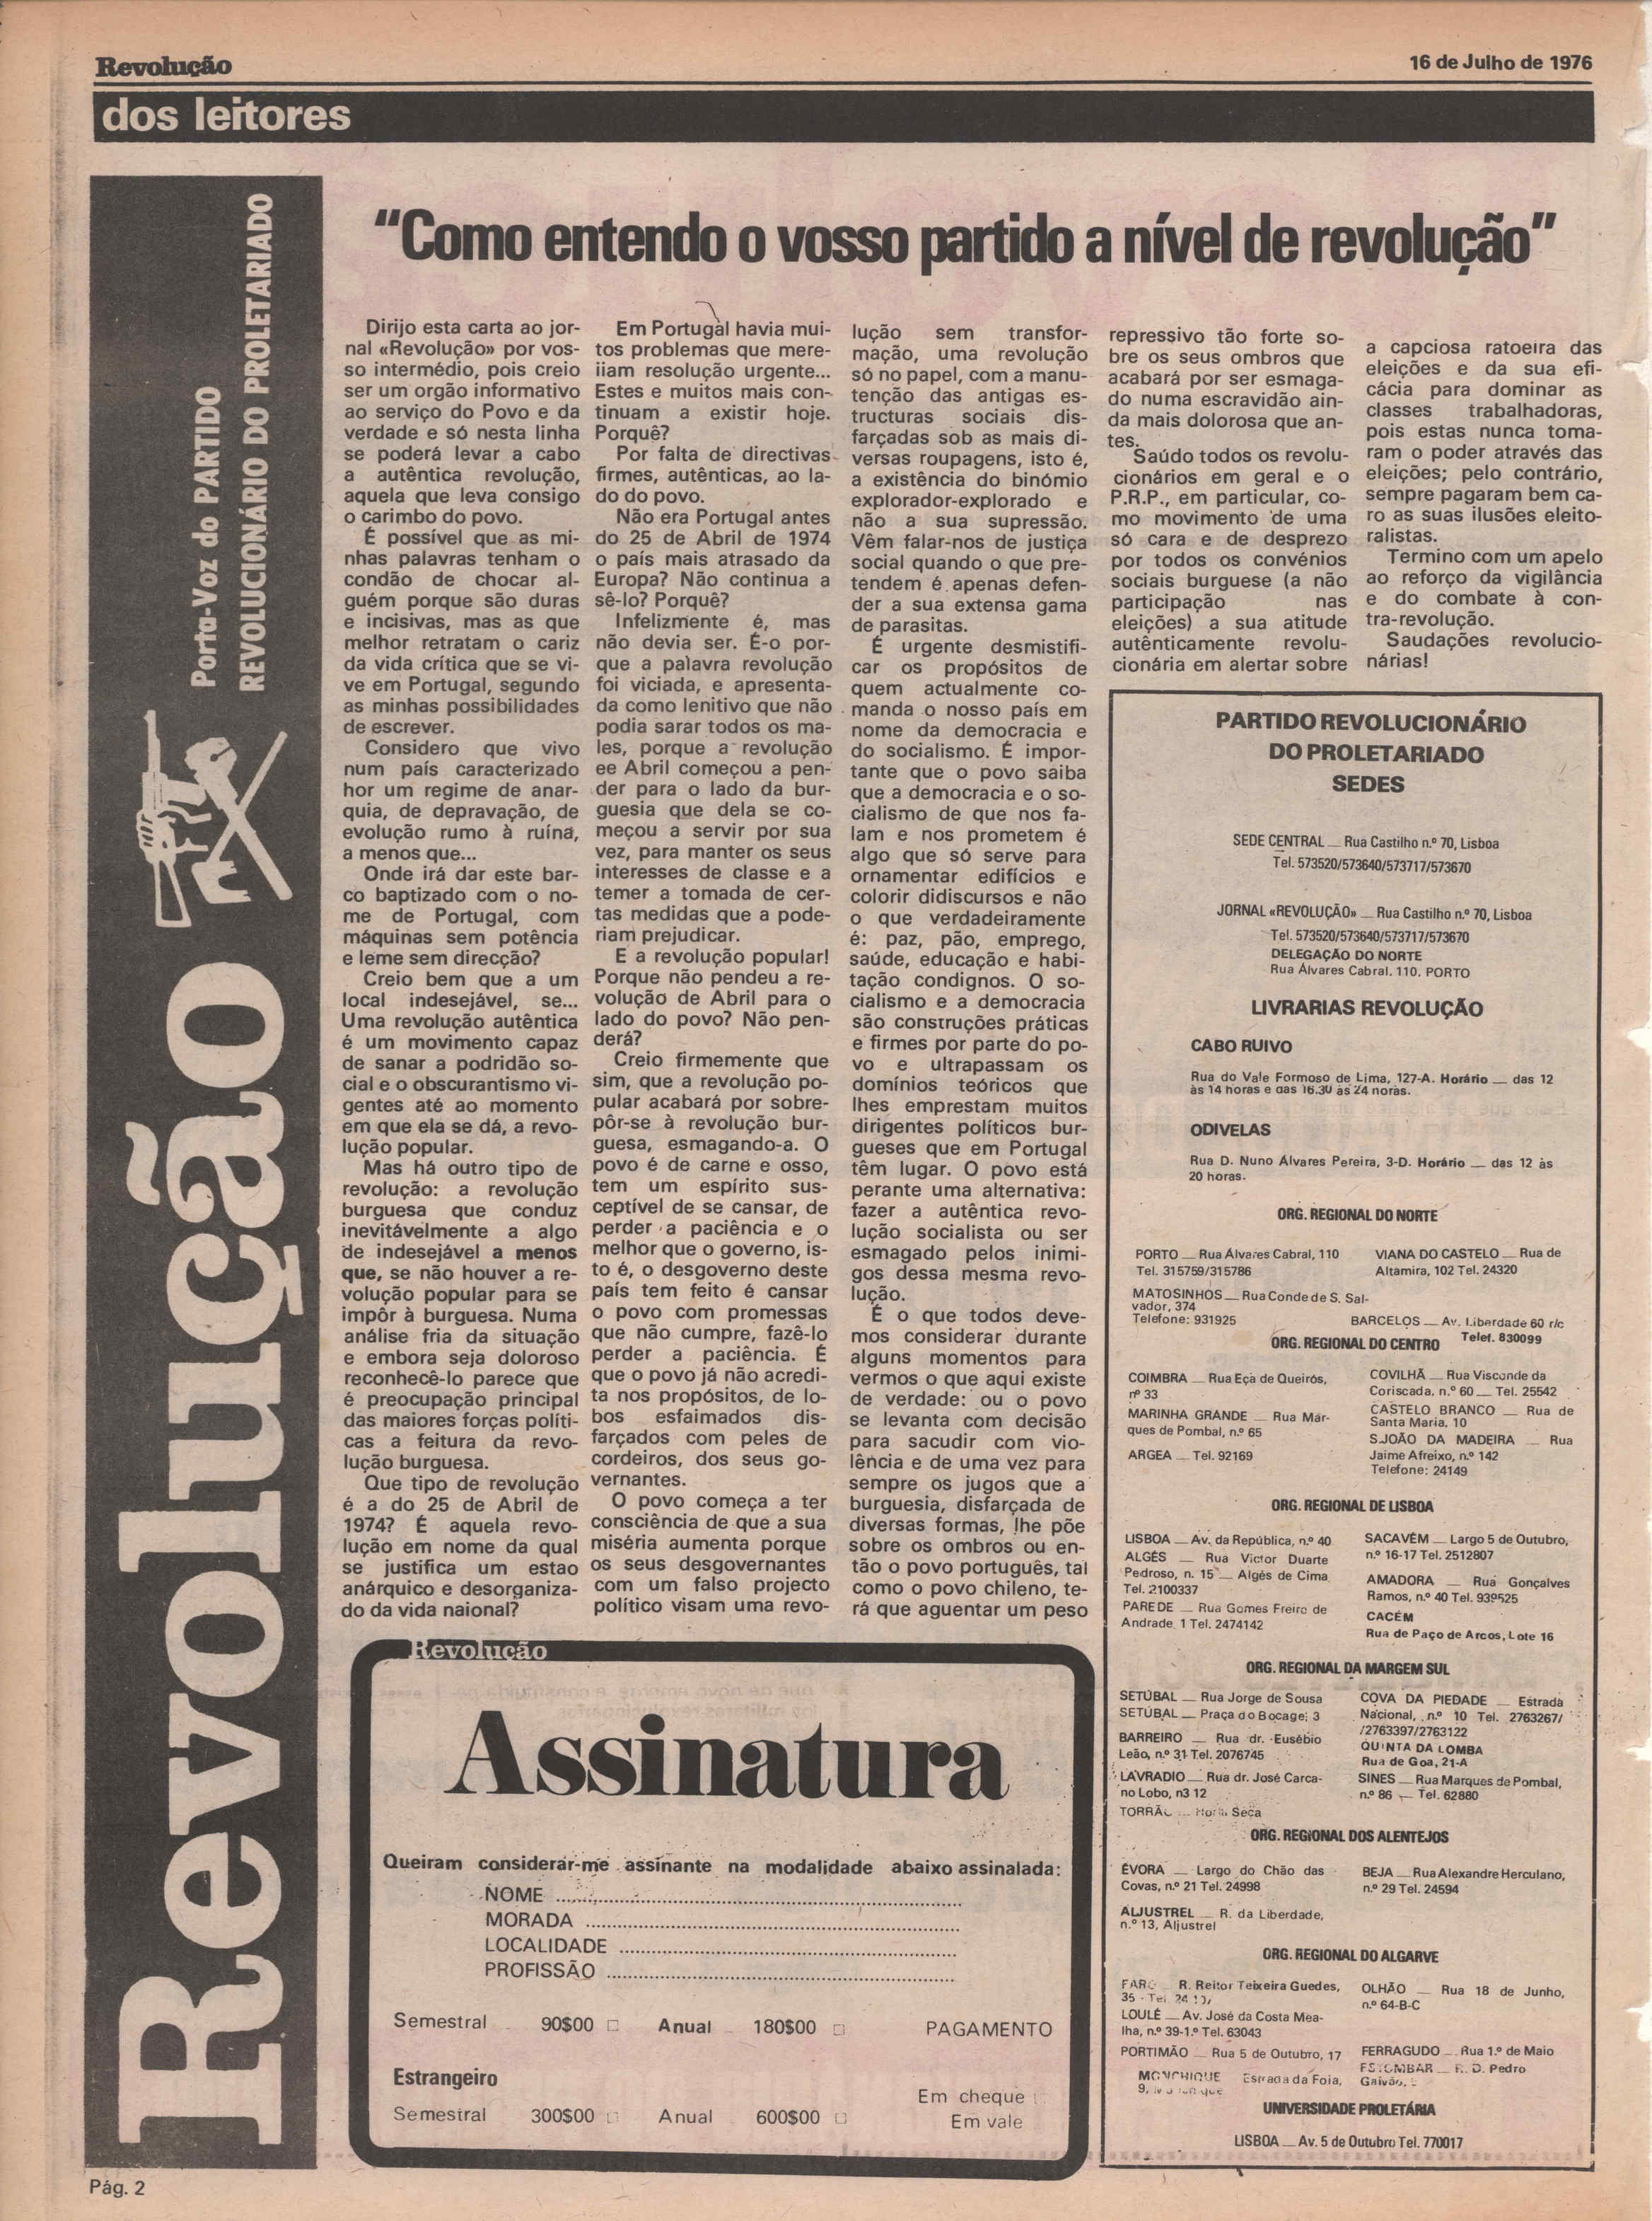 Revolução
16 de Julho de 1976
dos leitores
Porta-Voz do PARTIDO
REVOLUCIONÁRIO DO PROLETARIADO
Revolução
“Como entendo o vosso partido a nível de revolução”
Dirijo esta carta ao jor-
nal «Revolução» por vos-
so intermédio, pois creio
ser um orgão informativo
ao serviço do Povo e da
verdade e só nesta linha
se poderá levar a cabo
a autêntica revolução,
aquela que leva consigo
o carimbo do povo.
É possível que as mi-
nhas palavras tenham o
condão de chocar al-
guém porque são duras
e incisivas, mas as que
melhor retratam o cariz
da vida crítica que se vi-
ve em Portugal, segundo
as minhas possibilidades
de escrever.
Considero que vivo
num país caracterizado
hor um regime de anar-
quia, de depravação, de
evolução rumo à ruína,
a menos que...
Onde irá dar este bar-
co baptizado com o no-
me de Portugal, com
máquinas sem potência
e leme sem direcção?
Creio bem que a um
local indesejável, se...
Uma revolução autêntica
é um movimento capaz
de sanar a podridão so-
cial e o obscurantismo vi-
gentes até ao momento
em que ela se dá, a revo-
lução popular.
Mas há outro tipo de
revolução: a revolução
burguesa que conduz
inevitávelmente a algo
de indesejável a menos
que, se não houver a re-
volução popular para se
impôr à burguesa. Numa
análise fria da situação
e embora seja doloroso
reconhecê-lo parece que
é preocupação principal
das maiores forças políti-
cas a feitura da revo-
lução burguesa.
Que tipo de revolução
é a do 25 de Abril de
1974? É aquela revo-
lução em nome da qual
se justifica um estao
anárquico e desorganiza-
do da vida naional?
Em Portugal havia mui-
tos problemas que mere-
iiam resolução urgente...
Estes e muitos mais con-
tinuam a existir hoje.
Porquê?
Por falta de directivas
firmes, autênticas, ao la-
do do povo.
Não era Portugal antes
do 25 de Abril de 1974
o país mais atrasado da
Europa? Não continua a
sê-lo? Porquê?
Infelizmente é, mas
não devia ser. É-o por-
que a palavra revolução
foi viciada, e apresenta-
da como lenitivo que não
podia sarar todos os ma-
les, porque a revolução
ee Abril começou a pen-
der para o lado da bur-
guesia que dela se co-
meçou a servir por sua
vez, para manter os seus
interesses de classe e a
temer a tomada de cer-
tas medidas que a pode-
riam prejudicar.
E a revolução popular!
Porque não pendeu a re-
volução de Abril para o
lado do povo? Não pen-
derá?
Creio firmemente que
sim, que a revolução po-
pular acabará por sobre-
pôr-se à revolução bur-
guesa, esmagando-a. O
povo é de carne e osso,
tem um espírito sus-
ceptível de se cansar, de
perder a paciência e o
melhor que o governo, is-
to é, o desgoverno deste
país tem feito é cansar
o povo com promessas
que não cumpre, fazê-lo
perder a paciência. É
que o povo já não acredi-
ta nos propósitos, de lo-
bos esfaimados dis-
farçados com peles de
cordeiros, dos seus go-
vernantes.
O povo começa a ter
consciência de que a sua
miséria aumenta porque
os seus desgovernantes
com um falso projecto
político visam uma revo-
lução sem transfor-
mação, uma revolução
só no papel, com a manu-
tenção das antigas es-
tructuras sociais dis-
farçadas sob as mais di-
versas roupagens, isto é,
a existência do binómio
explorador-explorado e
não a sua supressão.
Vêm falar-nos de justiça
social quando o que pre-
tendem é apenas defen-
der a sua extensa gama
de parasitas.
É urgente desmistifi-
car os propósitos de
quem actualmente co-
manda o nosso país em
nome da democracia e
do socialismo. É impor-
tante que o povo saiba
que a democracia e o so-
cialismo de que nos fa-
lam e nos prometem é
algo que só serve para
ornamentar edifícios e
colorir didiscursos e não
o que verdadeiramente
é: paz, pão, emprego,
saúde, educação e habi-
tação condignos. O so-
cialismo e a democracia
são construções práticas
e firmes por parte do po-
vo e ultrapassam os
domínios teóricos que
lhes emprestam muitos
dirigentes políticos bur-
gueses que em Portugal
têm lugar. O povo está
perante uma alternativa:
fazer a autêntica revo-
lução socialista ou ser
esmagado pelos inimi-
gos dessa mesma revo-
lução.
É o que todos deve-
mos considerar durante
alguns momentos para
vermos o que aqui existe
de verdade: ou o povo
se levanta com decisão
para sacudir com vio-
lência e de uma vez para
sempre os jugos que a
burguesia, disfarçada de
diversas formas, lhe põe
sobre os ombros ou en-
tão o povo português, tal
como o povo chileno, te-
rá que aguentar um peso
repressivo tão forte so-
bre os seus ombros que
acabará por ser esmaga-
do numa escravidão ain-
da mais dolorosa que an-
tes.
Saúdo todos os revolu-
cionários em geral e o
P.R.P., em particular, co-
mo movimento de uma
só cara e de desprezo
por todos os convénios
sociais burguese (a não
participação nas
eleições) a sua atitude
autênticamente revolu-
cionária em alertar sobre
a capciosa ratoeira das
eleições e da sua efi-
cácia para dominar as
classes trabalhadoras,
pois estas nunca toma-
ram o poder através das
eleições; pelo contrário,
sempre pagaram bem ca-
ro as suas ilusões eleito-
ralistas.
Termino com um apelo
ao reforço da vigilância
e do combate à con-
tra-revolução.
Saudações revolucio-
nárias!
PARTIDO REVOLUCIONÁRIO
DO PROLETARIADO
SEDES
SEDE CENTRAL — Rua Castilho n.º 70, Lisboa
Tel. 573520/573640/573717/573670
JORNAL «REVOLUÇÃO» — Rua Castilho n.º 70, Lisboa
Tel. 573520/573640/573717/573670
DELEGAÇÃO DO NORTE
Rua Álvares Cabral, 110, PORTO
LIVRARIAS REVOLUÇÃO
CABO RUIVO
Rua do Vale Formoso de Lima, 127-A. Horário — das 12
às 14 horas e das 16.30 às 24 horas.
ODIVELAS
Rua D. Nuno Álvares Pereira, 3-D. Horário — das 12 às
20 horas.
ORG. REGIONAL DO NORTE
PORTO — Rua Alvares Cabral, 110
Tel. 315759/315786
VIANA DO CASTELO — Rua de
Altamira, 102 Tel. 24320
MATOSINHOS — Rua Conde de S. Sal-
vador, 374
Telefone: 931925
BARCELOS — Av. Liberdade 60 r/c
Telef. 830099
ORG. REGIONAL DO CENTRO
COIMBRA — Rua Eça de Queirós,
nº 33
MARINHA GRANDE — Rua Mar-
ques de Pombal, n.º 65
ARGEA — Tel. 92169
COVILHÃ — Rua Visconde da
Coriscada, n.º 60 — Tel. 25542
CASTELO BRANCO — Rua de
Santa Maria, 10
S.JOÃO DA MADEIRA — Rua
Jaime Afreixo, n.º 142
Telefone: 24149
ORG. REGIONAL DE LISBOA
LISBOA — Av. da República, n.º 40
ALGÉS — Rua Victor Duarte
Pedroso, n. 15 — Algés de Cima
Tel. 2100337
PAREDE — Rua Gomes Freire de
Andrade, 1 Tel. 2474142
SACAVÉM — Largo 5 de Outubro,
n.º 16-17 Tel. 2512807
AMADORA — Rua Gonçalves
Ramos, n.º 40 Tel. 939525
CACÉM
Rua de Paço de Arcos, Lote 16
ORG. REGIONAL DA MARGEM SUL
SETÚBAL — Rua Jorge de Sousa
SETÚBAL — Praça do Bocage, 3
BARREIRO — Rua dr. Eusébio
Leão, n.º 31 Tel. 2076745
LAVRADIO — Rua dr. José Carca-
no Lobo, n3 12
TORRÃO — Horta Seca
COVA DA PIEDADE — Estrada
Nacional, n.º 10 Tel. 2763267/
/2763397/2763122
QUINTA DA LOMBA
Rua de Goa, 21-A
SINES — Rua Marques de Pombal,
n.º 86 — Tel. 62880
ORG. REGIONAL DOS ALENTEJOS
ÉVORA — Largo do Chão das
Covas, n.º 21 Tel. 24998
ALJUSTREL — R. da Liberdade,
n.º 13, Aljustrel
BEJA — Rua Alexandre Herculano,
n.º 29 Tel. 24594
ORG. REGIONAL DO ALGARVE
FARO — R. Reitor Teixeira Guedes,
35 - Tel.
LOULÉ — Av. José da Costa Mea-
lha, n.º 39-1.º Tel. 63043
PORTIMÃO — Rua 5 de Outubro, 17
MONCHIQUE Estrada da Foia,
9, Monchique
OLHÃO — Rua 18 de Junho,
n.º 64-B-C
FERRAGUDO — Rua 1.º de Maio
ESTOMBAR — R. D. Pedro
Galvão,
UNIVERSIDADE PROLETÁRIA
LISBOA — Av. 5 de Outubro Tel. 770017
Revolução
Assinatura
Queiram considerar-me assinante na modalidade abaixo assinalada:
NOME
MORADA
LOCALIDADE
PROFISSÃO
Semestral 90$00 □ Anual 180$00 □ PAGAMENTO
Estrangeiro
Em cheque
Semestral 300$00 □ Anual 600$00 □
Em vale
Pág. 2